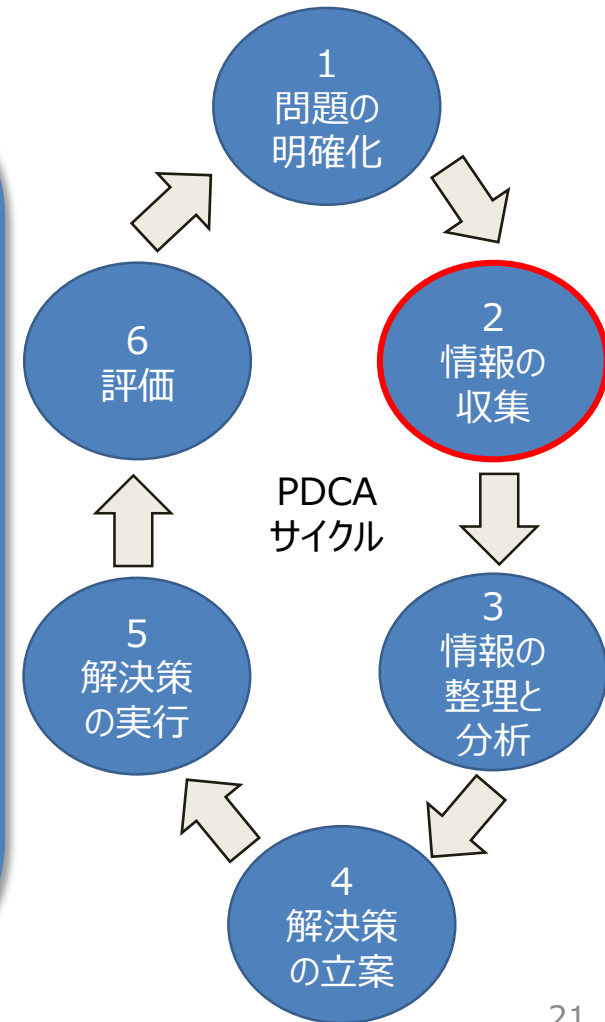 1
問題の
明確化
2
情報の
収集
3
情報の
整理と
分析
4
解決策
の立案
5
解決策
の実行
6
評価
PDCA
サイクル
21